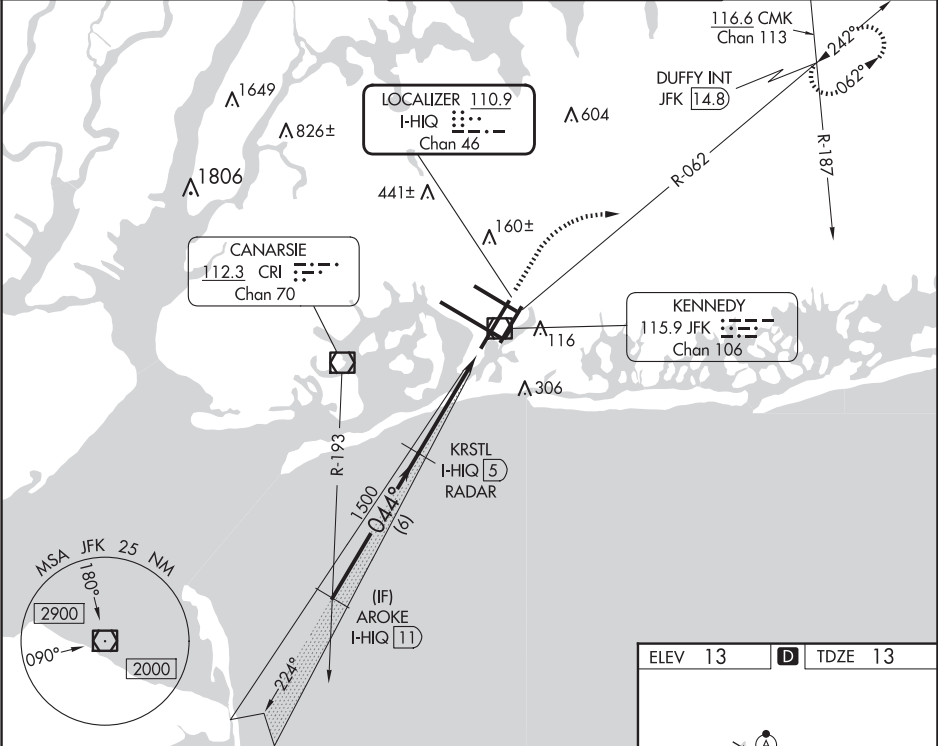 116.6 CMK
Chan 113
242°
062°
DUFFY INT
JFK 14.8
1649
LOCALIZER 110.9
I-HIQ
Chan 46
604
826±
R-187
R-062
1806
441±
160±
CANARSIE
112.3 CRI
Chan 70
KENNEDY
115.9 JFK
Chan 106
116
306
R-193
KRSTL
I-HIQ 5
RADAR
1500
044°
(6)
MSA JFK 25 NM
180°
2900
090°
2000
(IF)
AROKE
I-HIQ 11
224°
ELEV 13 D TDZE 13
A